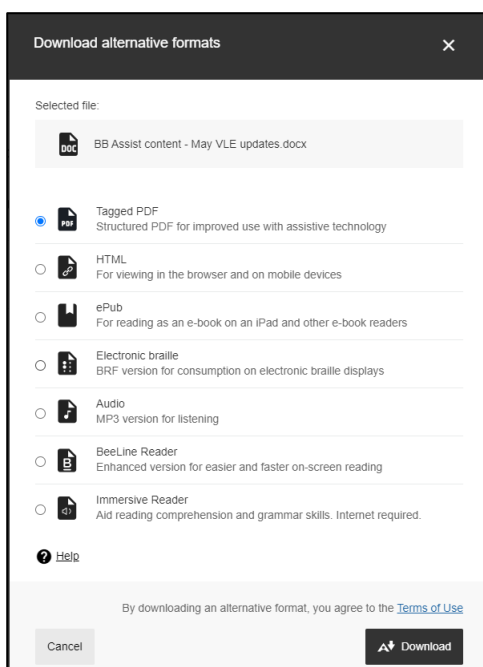 Download alternative formats
Selected file:
DOC
BB Assist content - May VLE updates.docx
PDF
Tagged PDF
Structured PDF for improved use with assistive technology
HTML
For viewing in the browser and on mobile devices
ePub
For reading as an e-book on an iPad and other e-book readers
Electronic braille
BRF version for consumption on electronic braille displays
Audio
MP3 version for listening
B
BeeLine Reader
Enhanced version for easier and faster on-screen reading
Immersive Reader
Aid reading comprehension and grammar skills. Internet required.
? Help
By downloading an alternative format, you agree to the Terms of Use
Cancel
A Download